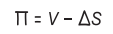 Π = V − ΔS